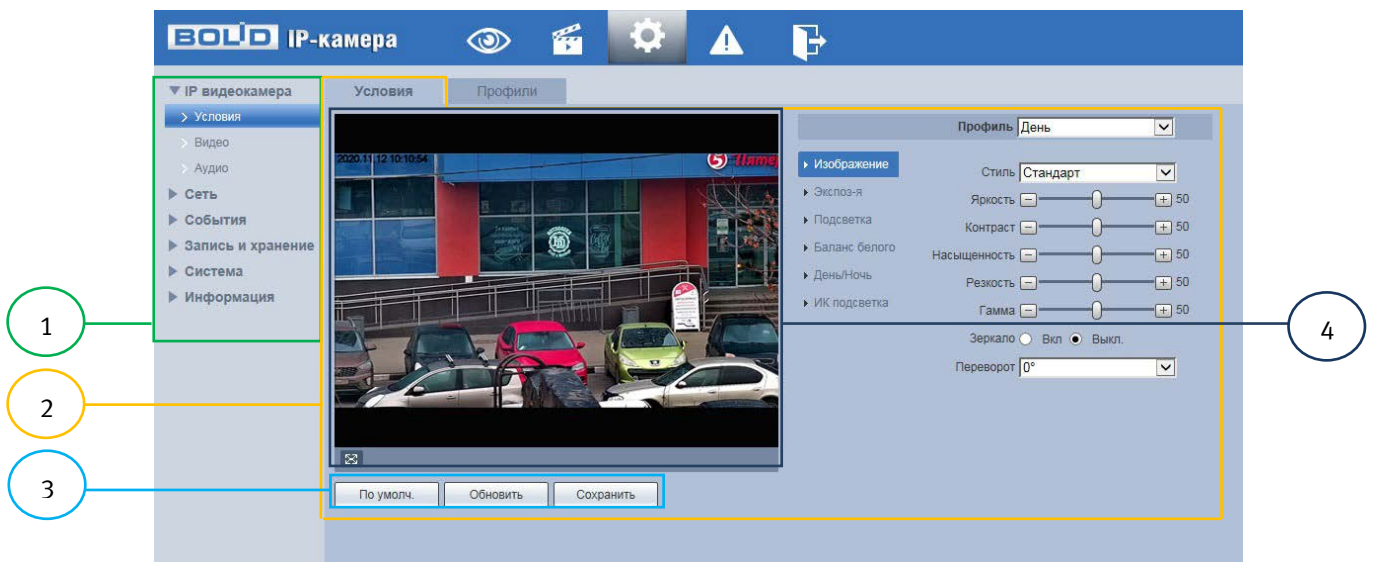 BOLID IP-камера
IP видеокамера
Условия
Видео
Аудио
Сеть
События
Запись и хранение
Система
Информация
Условия
Профили
2020.11.12 10:10:54
5
Профиль День
Изображение
Экспоз-я
Подсветка
Баланс белого
День/Ночь
ИК подсветка
Стиль Стандарт
Яркость 50
Контраст 50
Насыщенность 50
Резкость 50
Гамма 50
Зеркало Вкл Выкл.
Переворот 0°
По умолч.
Обновить
Сохранить
1
2
3
4